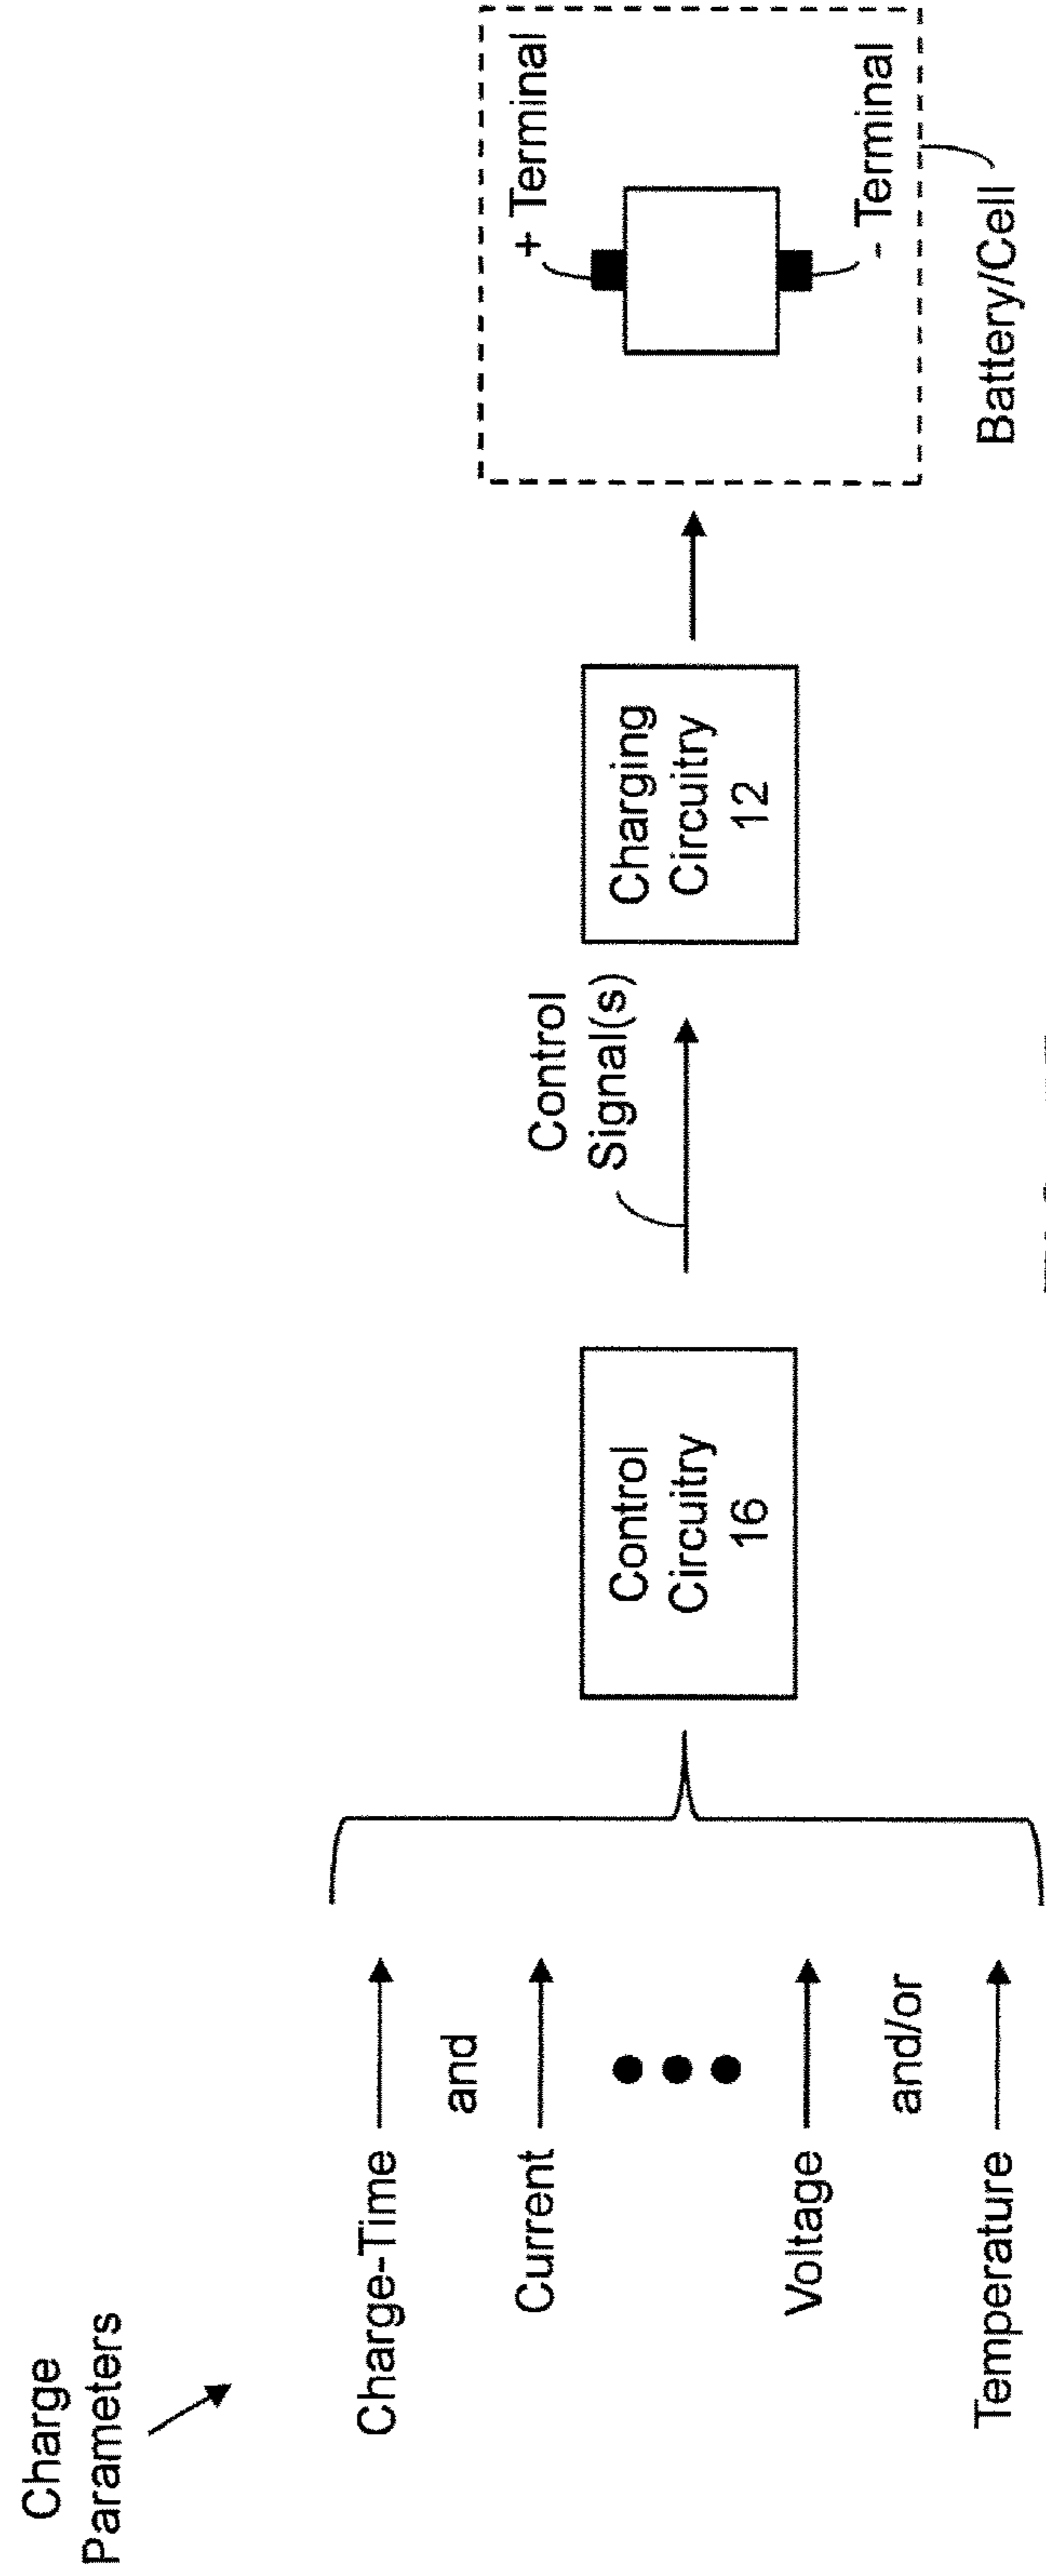 Charge
Parameters
Charge-Time
and
Current
Voltage
and/or
Temperature
Control
Circuitry
16
Control
Signal(s)
Charging
Circuitry
12
+ Terminal
- Terminal
Battery/Cell